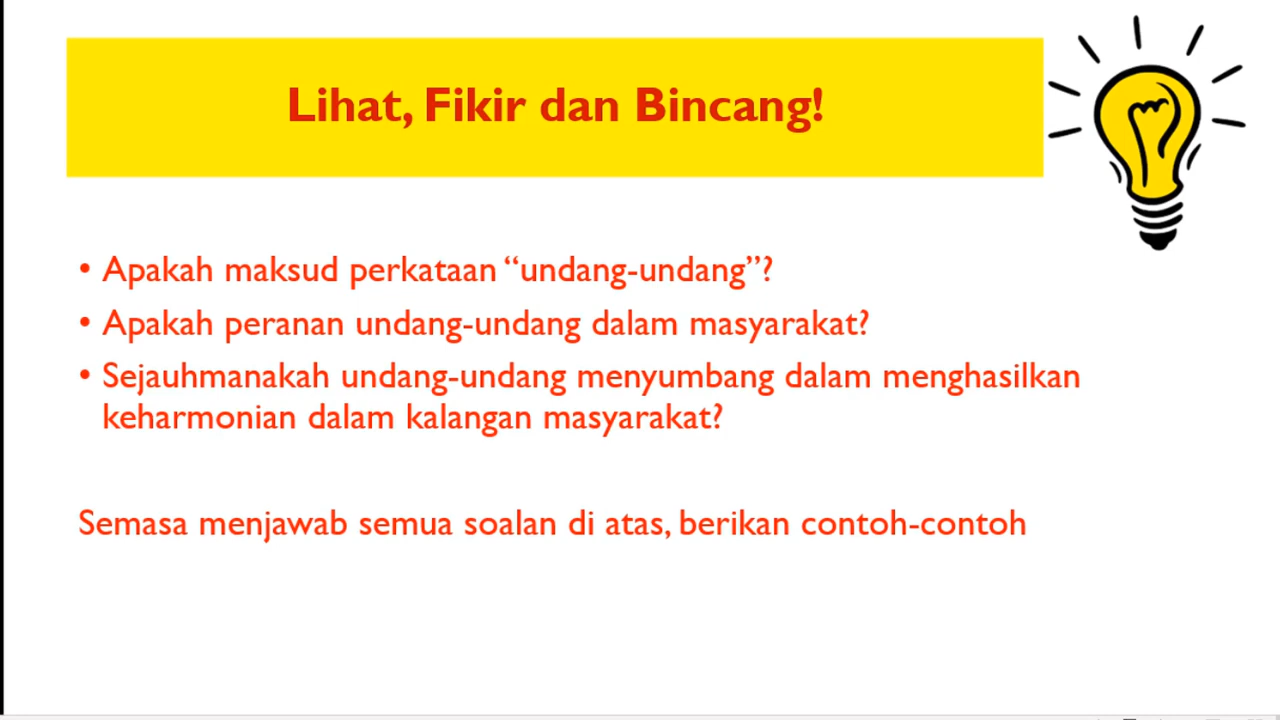 Lihat, Fikir dan Bincang!
• Apakah maksud perkataan “undang-undang”?
• Apakah peranan undang-undang dalam masyarakat?
• Sejauhmanakah undang-undang menyumbang dalam menghasilkan
keharmonian dalam kalangan masyarakat?
Semasa menjawab semua soalan di atas, berikan contoh-contoh